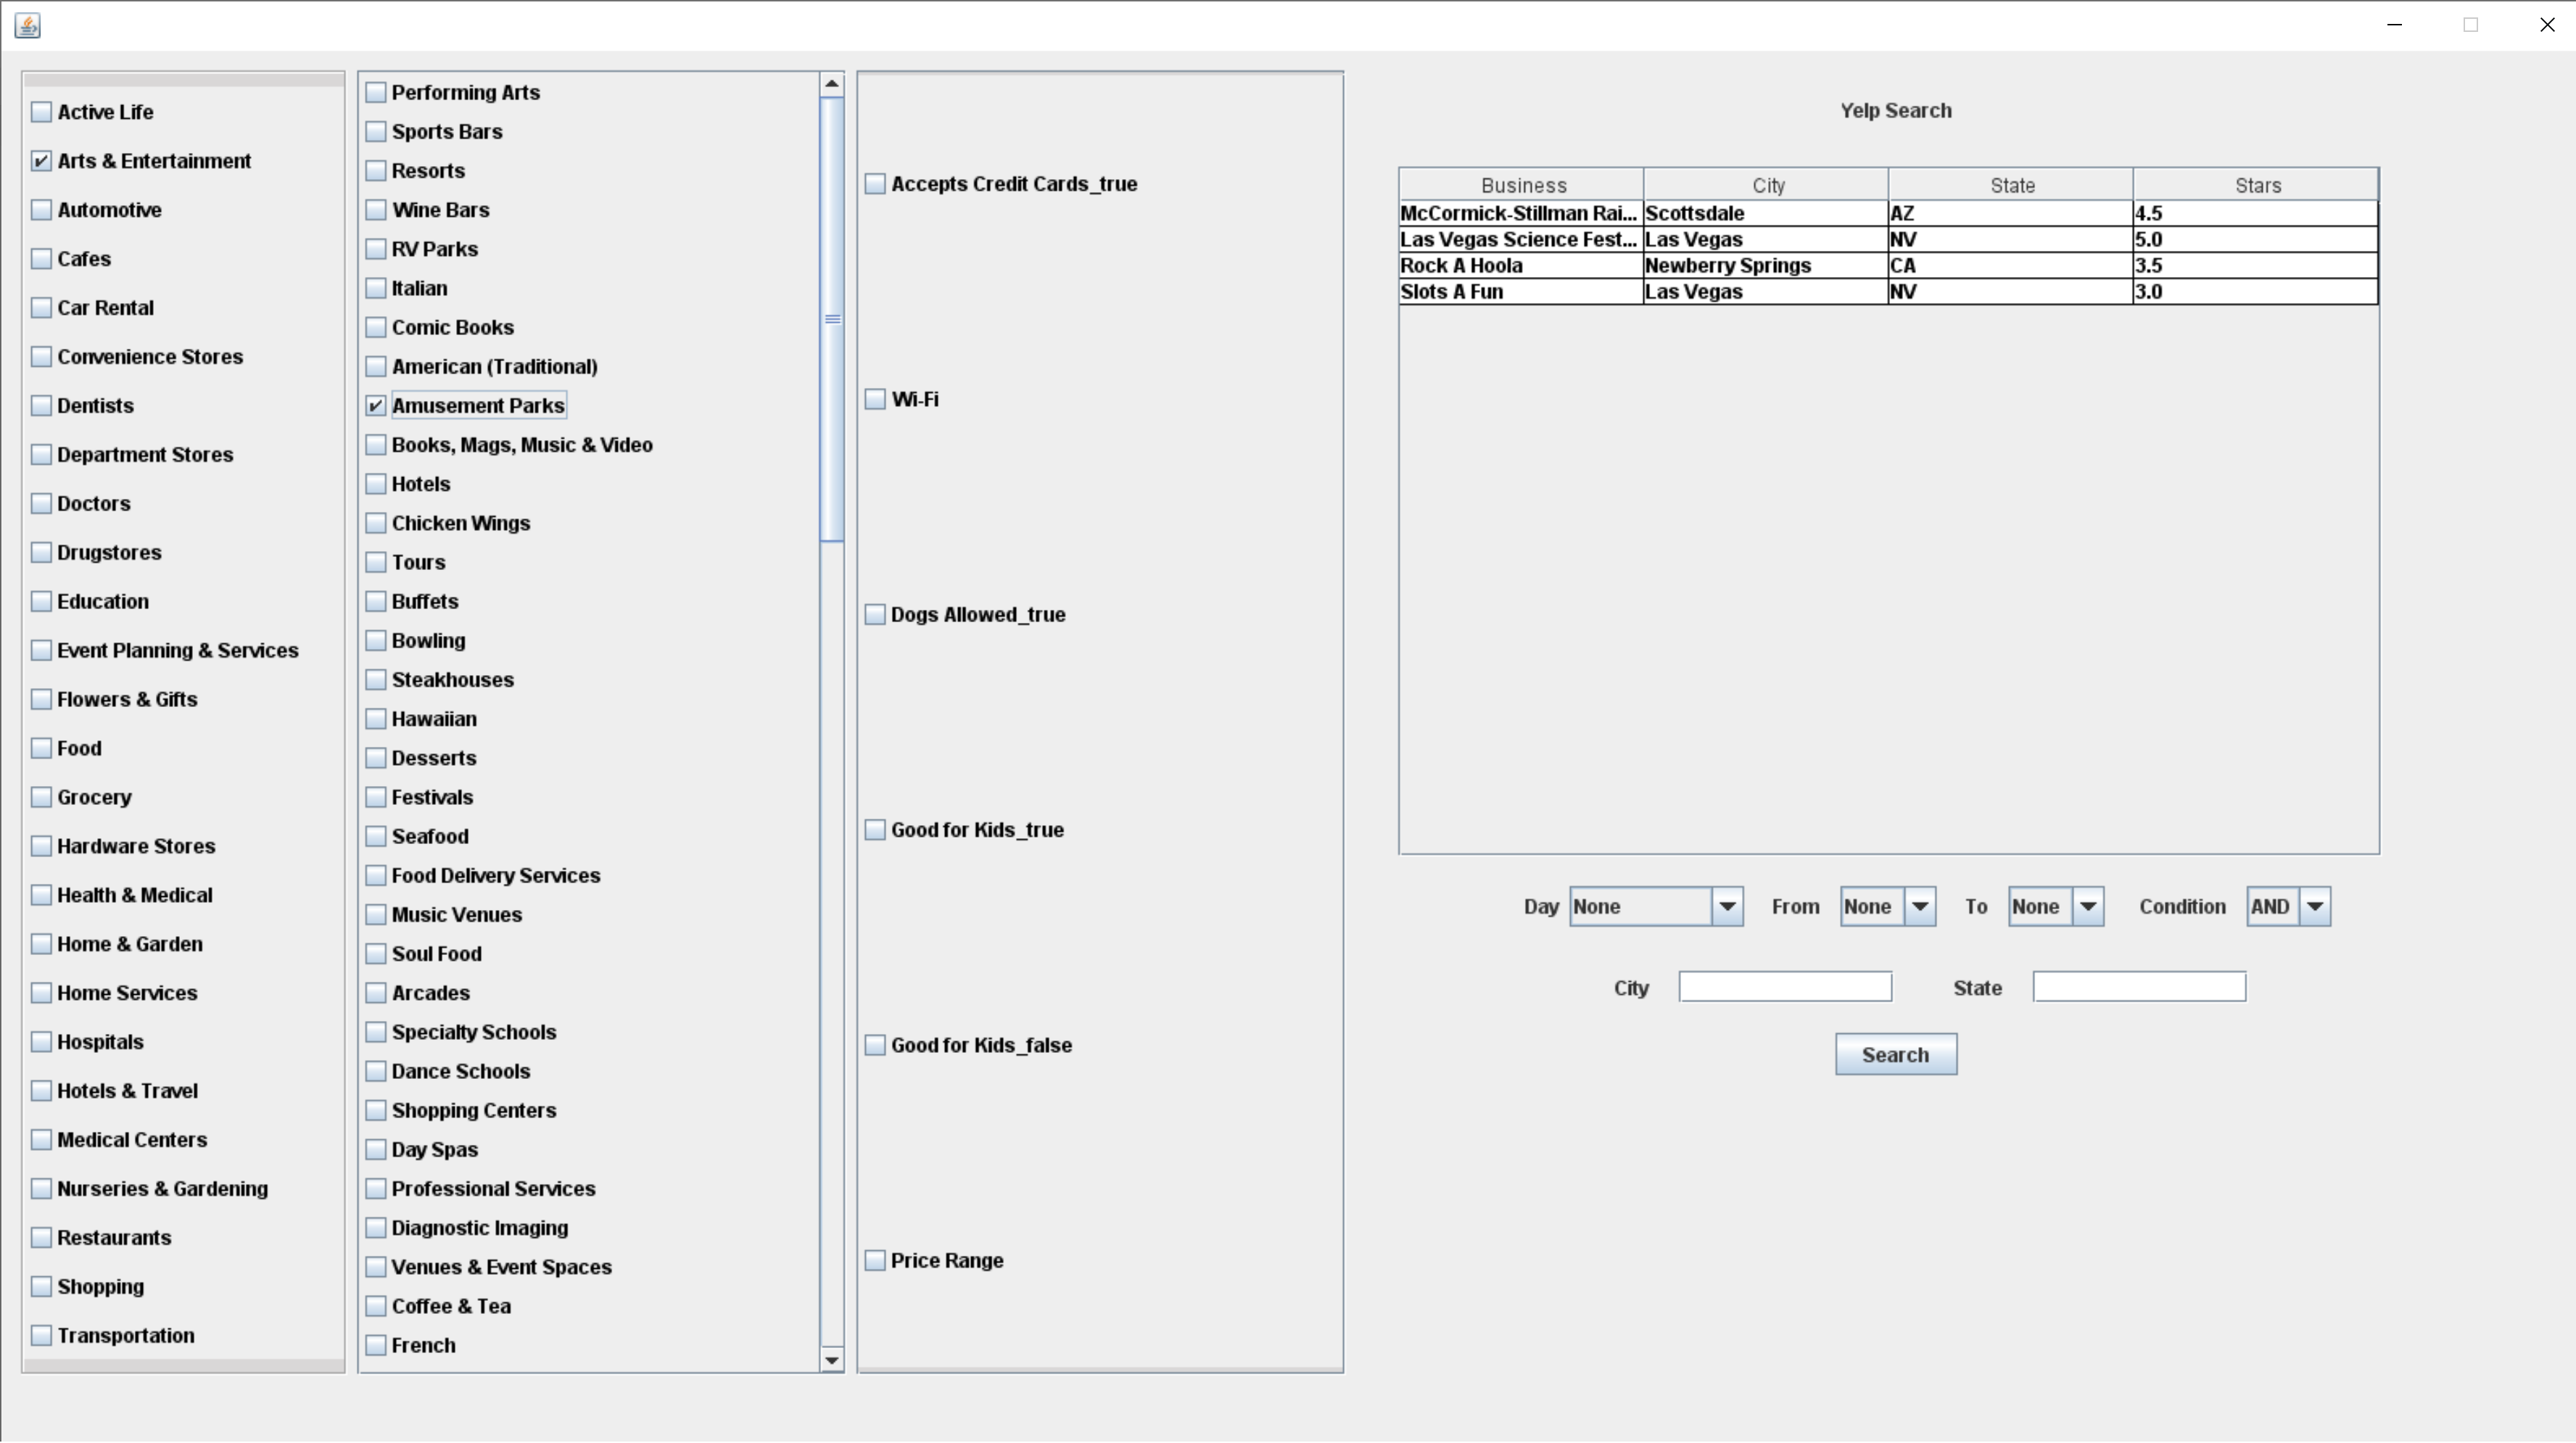 Active Life
Arts & Entertainment
Automotive
Cafes
Car Rental
Convenience Stores
Dentists
Department Stores
Doctors
Drugstores
Education
Event Planning & Services
Flowers & Gifts
Food
Grocery
Hardware Stores
Health & Medical
Home & Garden
Home Services
Hospitals
Hotels & Travel
Medical Centers
Nurseries & Gardening
Restaurants
Shopping
Transportation
Performing Arts
Sports Bars
Resorts
Wine Bars
RV Parks
Italian
Comic Books
American (Traditional)
Amusement Parks
Books, Mags, Music & Video
Hotels
Chicken Wings
Tours
Buffets
Bowling
Steakhouses
Hawaiian
Desserts
Festivals
Seafood
Food Delivery Services
Music Venues
Soul Food
Arcades
Specialty Schools
Dance Schools
Shopping Centers
Day Spas
Professional Services
Diagnostic Imaging
Venues & Event Spaces
Coffee & Tea
French
Accepts Credit Cards_true
Wi-Fi
Dogs Allowed_true
Good for Kids_true
Good for Kids_false
Price Range
Yelp Search
Business City State Stars
McCormick-Stillman Rai... Scottsdale AZ 4.5
Las Vegas Science Fest... Las Vegas NV 5.0
Rock A Hoola Newberry Springs CA 3.5
Slots A Fun Las Vegas NV 3.0
Day None From None To None Condition AND
City State
Search